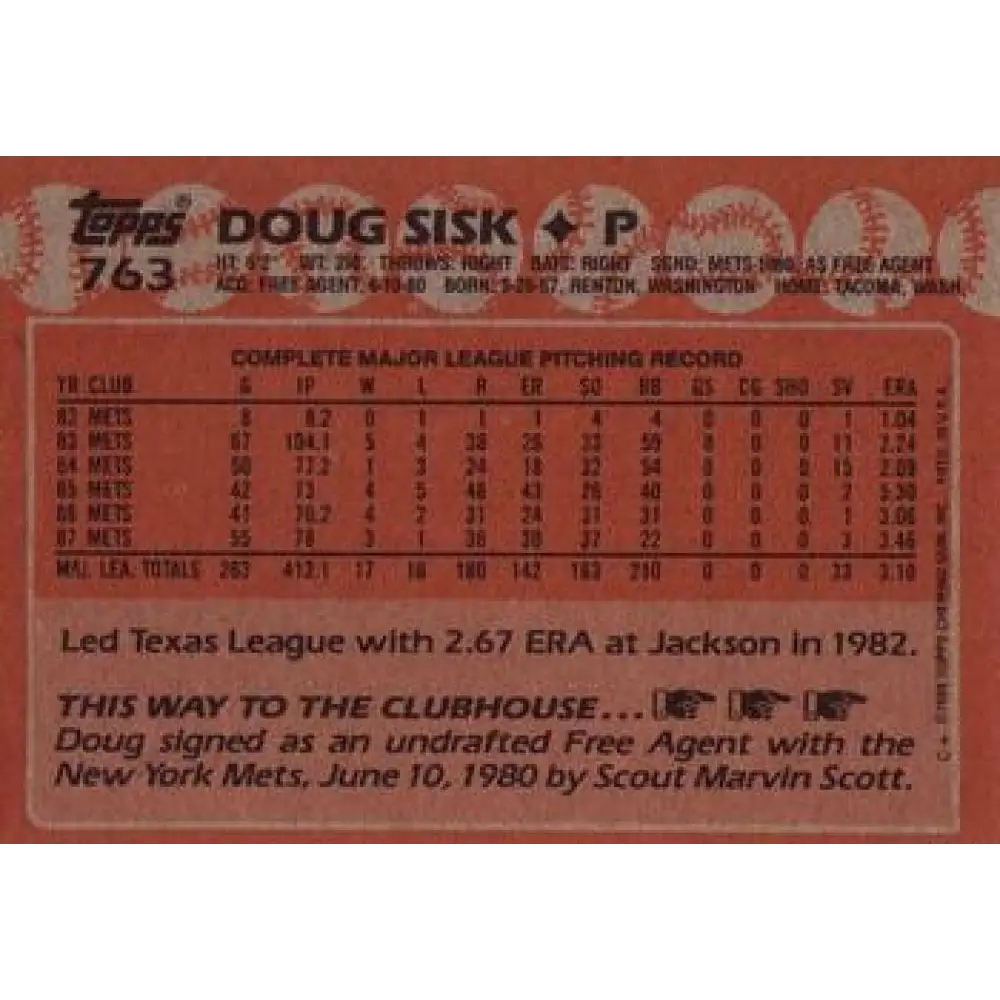 Topps® DOUG SISK ✦ P
763 HT: 6'2" WT: THROWS: RIGHT BATS: RIGHT SGND: METS- AS FREE AGENT
ACQ: FREE AGENT, 6-10-80 BORN: RENTON, WASHINGTON HOME: TACOMA, WASH.
COMPLETE MAJOR LEAGUE PITCHING RECORD
YR CLUB G IP W L R ER SO BB GS CG SHO SV ERA
82 METS 8 8.2 0 1 1 1 4 4 0 0 0 1 1.04
83 METS 67 104.1 5 4 38 26 33 59 0 0 0 11 2.24
84 METS 50 77.2 1 3 24 18 32 54 0 0 0 15 2.09
85 METS 42 73 4 5 48 43 26 40 0 0 0 2 5.30
86 METS 41 70.2 4 2 31 24 31 31 0 0 0 1 3.06
87 METS 55 78 3 1 38 30 37 22 0 0 0 3 3.46
MAJ. LEA. TOTALS 263 412.1 17 16 180 142 163 210 0 0 0 33 3.10
Led Texas League with 2.67 ERA at Jackson in 1982.
THIS WAY TO THE CLUBHOUSE...
Doug signed as an undrafted Free Agent with the
New York Mets, June 10, 1980 by Scout Marvin Scott.
TOPPS CHEWING GUM, INC.